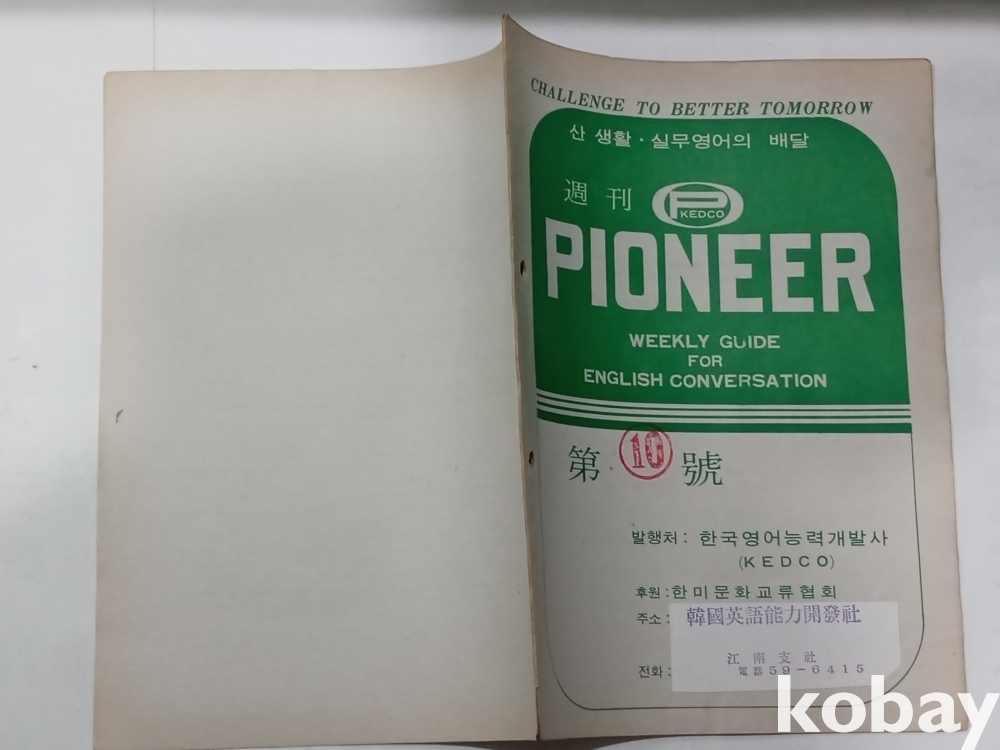 CHALLENGE TO BETTER TOMORROW
산 생활·실무영어의 배달
週刊
P
KEDCO
PIONEER
WEEKLY GUIDE
FOR
ENGLISH CONVERSATION
第 10 號
발행처: 한국영어능력개발사
(KEDCO)
후원: 한미문화교류협회
주소: 韓國英語能力開發社
江南支社
전화: 電話 59-6415
kobay